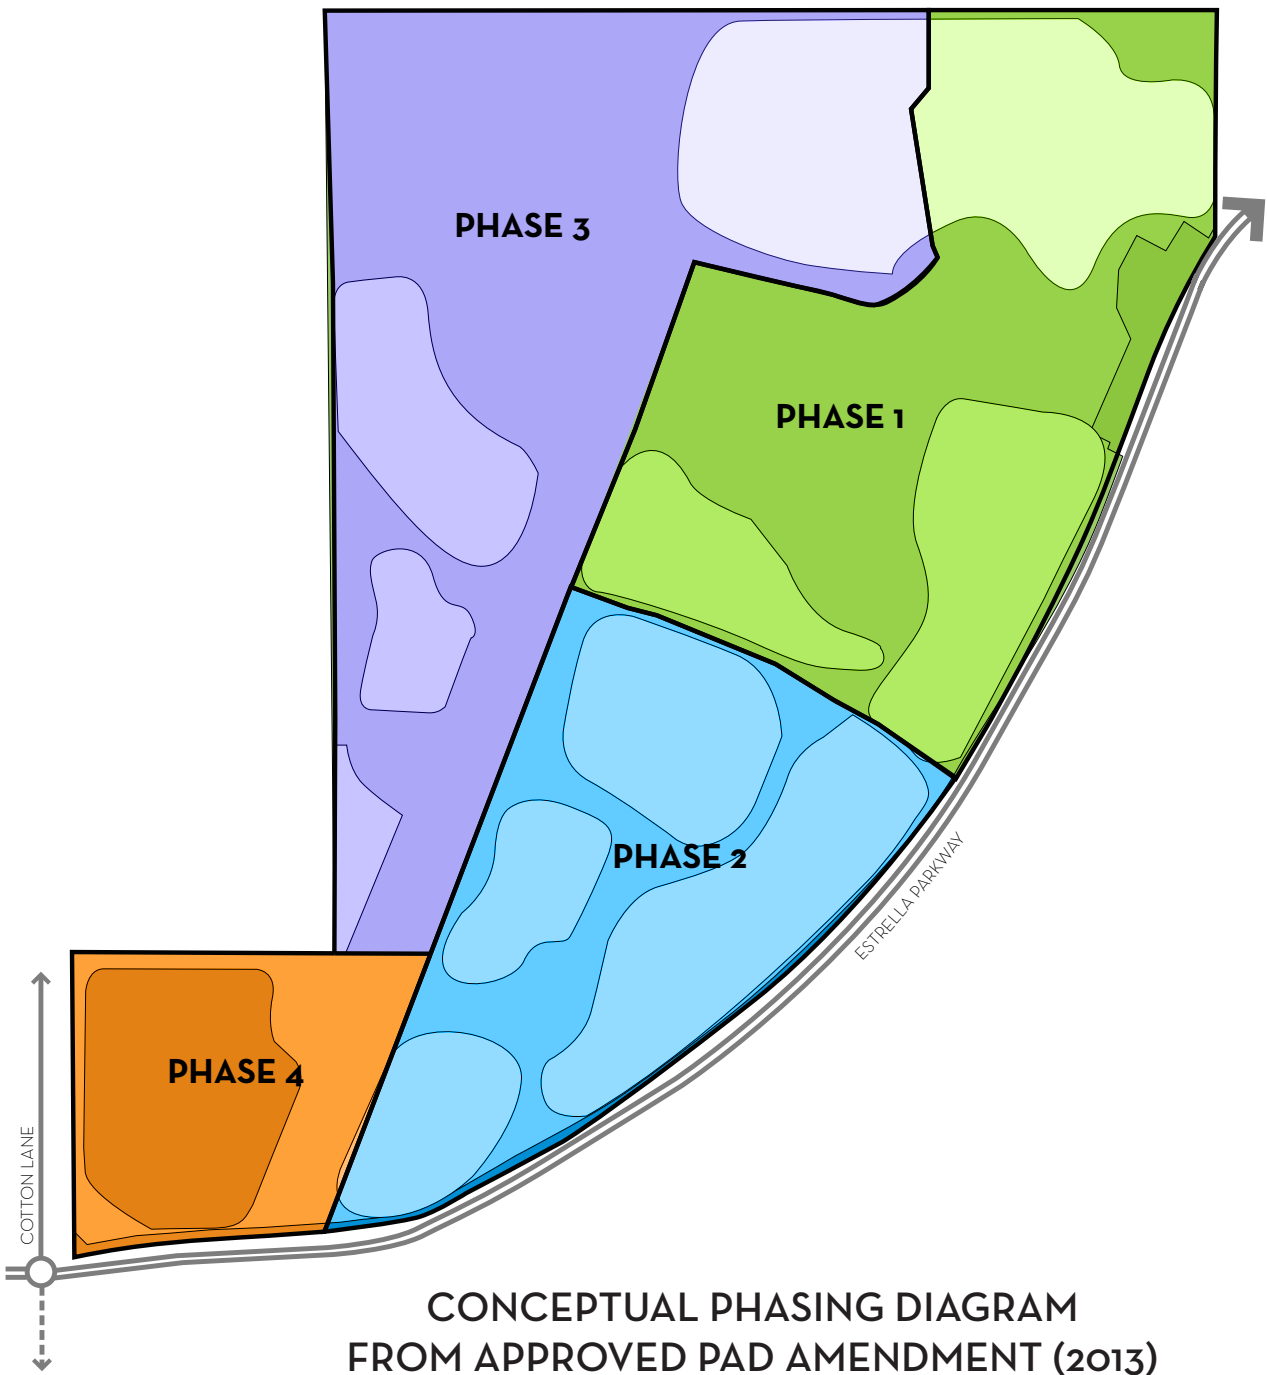 PHASE 3
PHASE 1
PHASE 2
ESTRELLA PARKWAY
PHASE 4
COTTON LANE
CONCEPTUAL PHASING DIAGRAM
FROM APPROVED PAD AMENDMENT (2013)